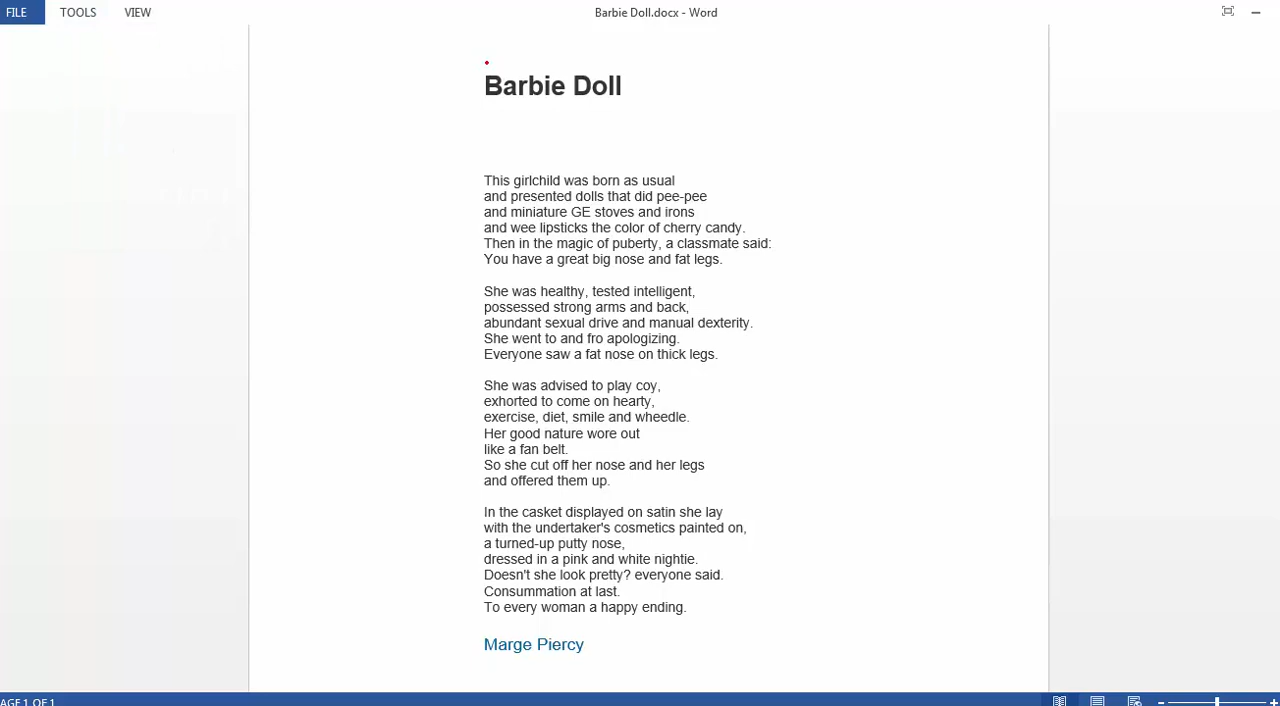 FILE TOOLS VIEW Barbie Doll.docx - Word
Barbie Doll
This girlchild was born as usual
and presented dolls that did pee-pee
and miniature GE stoves and irons
and wee lipsticks the color of cherry candy.
Then in the magic of puberty, a classmate said:
You have a great big nose and fat legs.
She was healthy, tested intelligent,
possessed strong arms and back,
abundant sexual drive and manual dexterity.
She went to and fro apologizing.
Everyone saw a fat nose on thick legs.
She was advised to play coy,
exhorted to come on hearty,
exercise, diet, smile and wheedle.
Her good nature wore out
like a fan belt.
So she cut off her nose and her legs
and offered them up.
In the casket displayed on satin she lay
with the undertaker's cosmetics painted on,
a turned-up putty nose,
dressed in a pink and white nightie.
Doesn't she look pretty? everyone said.
Consummation at last.
To every woman a happy ending.
Marge Piercy
AGE 1 OF 1